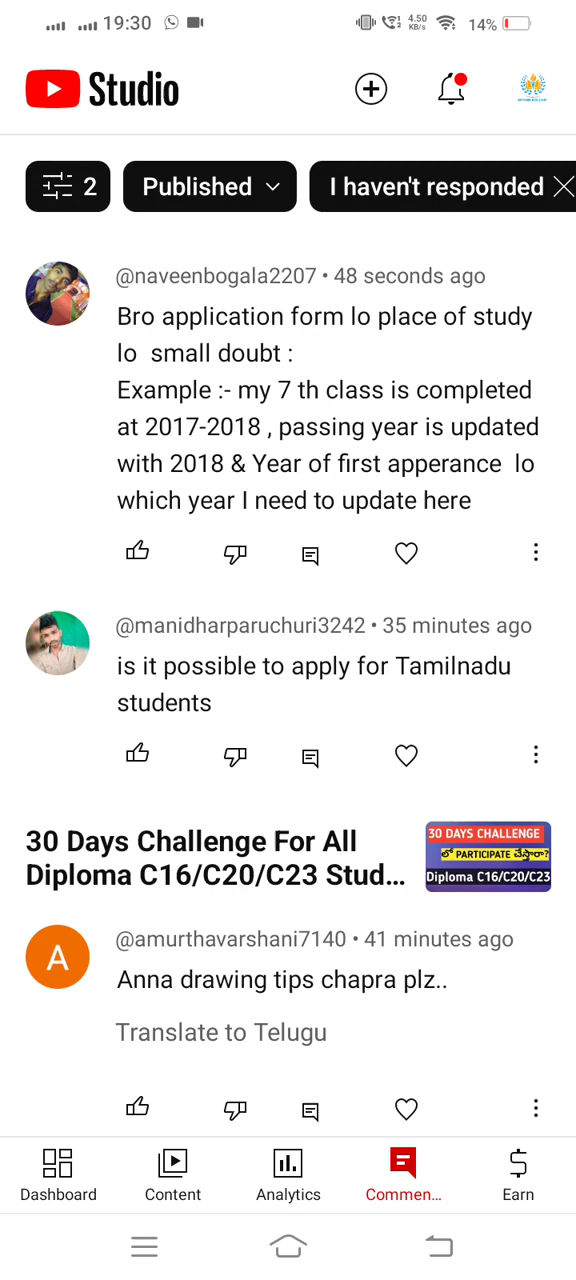 19:30
4.50
KB/s
14%
Studio
2
Published
I haven't responded
@naveenbogala2207 • 48 seconds ago
Bro application form lo place of study
lo  small doubt :
Example :- my 7 th class is completed
at 2017-2018 , passing year is updated
with 2018 & Year of first apperance  lo
which year I need to update here
@manidharparuchuri3242 • 35 minutes ago
is it possible to apply for Tamilnadu
students
30 Days Challenge For All
Diploma C16/C20/C23 Stud...
30 DAYS CHALLENGE
లో PARTICIPATE చేస్తారా?
Diploma C16/C20/C23
A
@amurthavarshani7140 • 41 minutes ago
Anna drawing tips chapra plz..
Translate to Telugu
Dashboard
Content
Analytics
Commen...
Earn